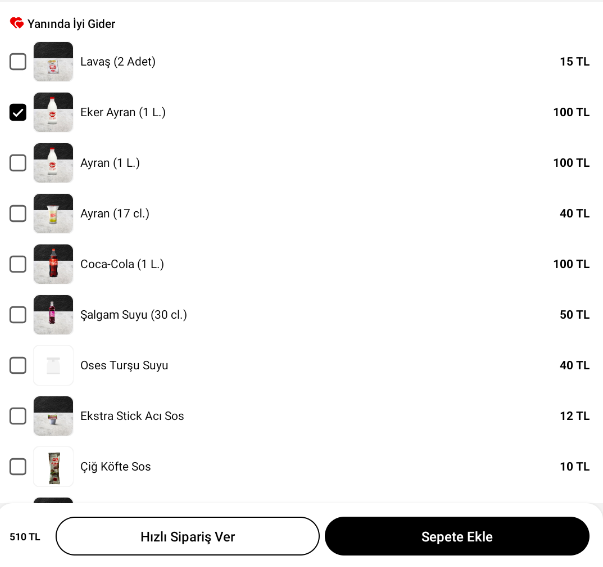 Yanında İyi Gider
Lavaş (2 Adet) 15 TL
Eker Ayran (1 L.) 100 TL
Ayran (1 L.) 100 TL
Ayran (17 cl.) 40 TL
Coca-Cola (1 L.) 100 TL
Şalgam Suyu (30 cl.) 50 TL
Oses Turşu Suyu 40 TL
Ekstra Stick Acı Sos 12 TL
Çiğ Köfte Sos 10 TL
510 TL Hızlı Sipariş Ver Sepete Ekle